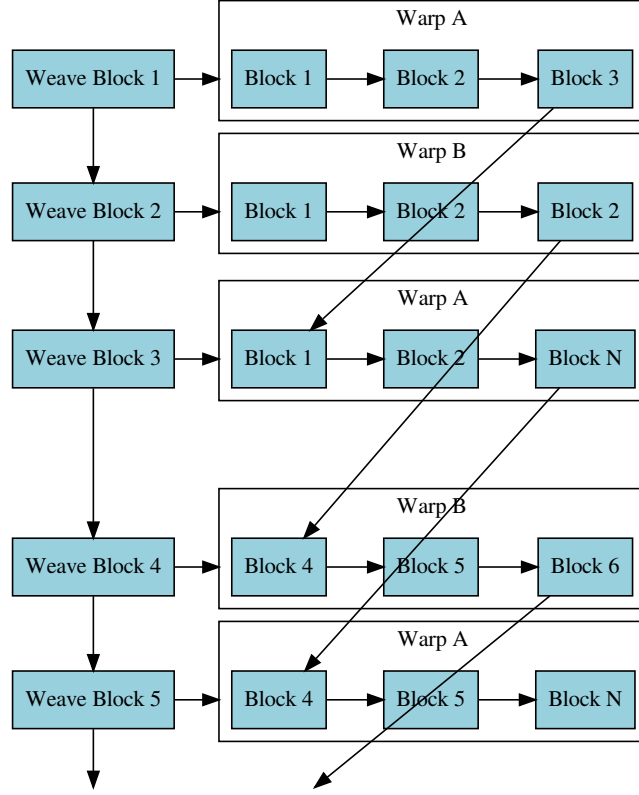 Warp A
Weave Block 1
Block 1
Block 2
Block 3
Warp B
Weave Block 2
Block 1
Block 2
Block 2
Warp A
Weave Block 3
Block 1
Block 2
Block N
Warp B
Weave Block 4
Block 4
Block 5
Block 6
Warp A
Weave Block 5
Block 4
Block 5
Block N